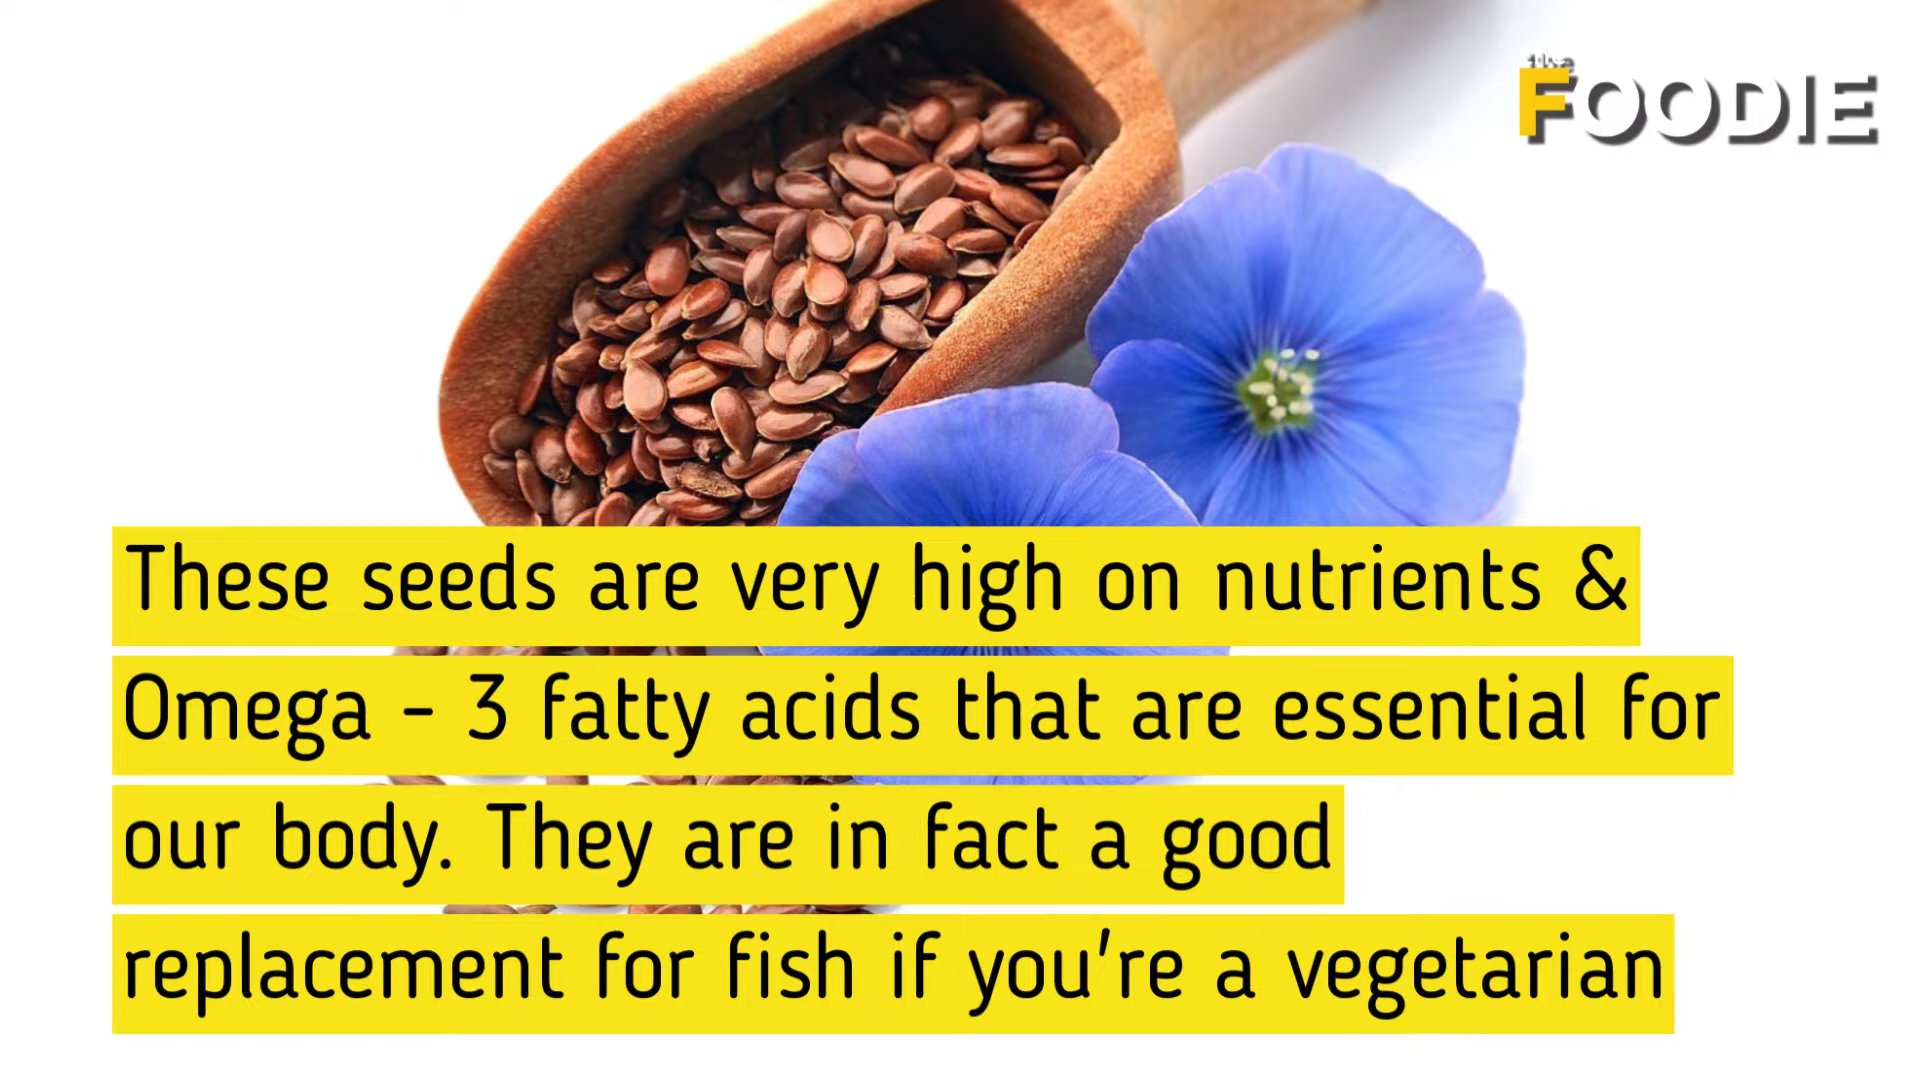 the
FOODIE
These seeds are very high on nutrients &
Omega - 3 fatty acids that are essential for
our body. They are in fact a good
replacement for fish if you're a vegetarian